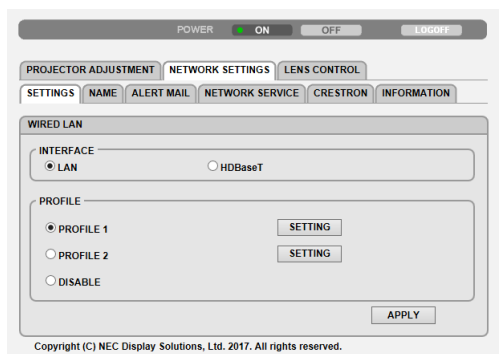 POWER ON OFF LOGOFF
PROJECTOR ADJUSTMENT NETWORK SETTINGS LENS CONTROL
SETTINGS NAME ALERT MAIL NETWORK SERVICE CRESTRON INFORMATION
WIRED LAN
INTERFACE
LAN HDBaseT
PROFILE
PROFILE 1 SETTING
PROFILE 2 SETTING
DISABLE
APPLY
Copyright (C) NEC Display Solutions, Ltd. 2017. All rights reserved.